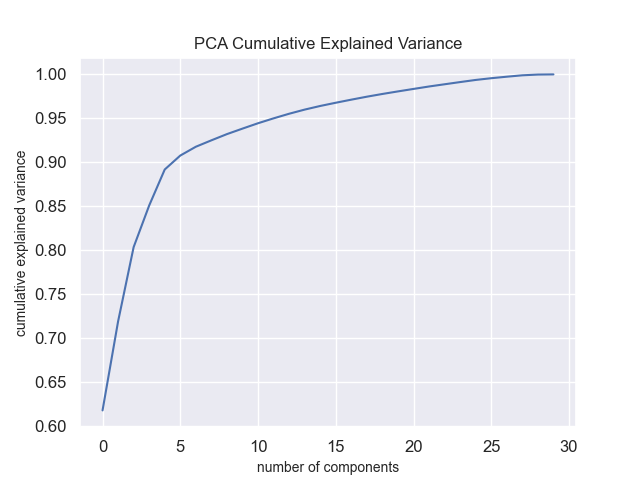 PCA Cumulative Explained Variance
cumulative explained variance
1.00
0.95
0.90
0.85
0.80
0.75
0.70
0.65
0.60
0 5 10 15 20 25 30
number of components